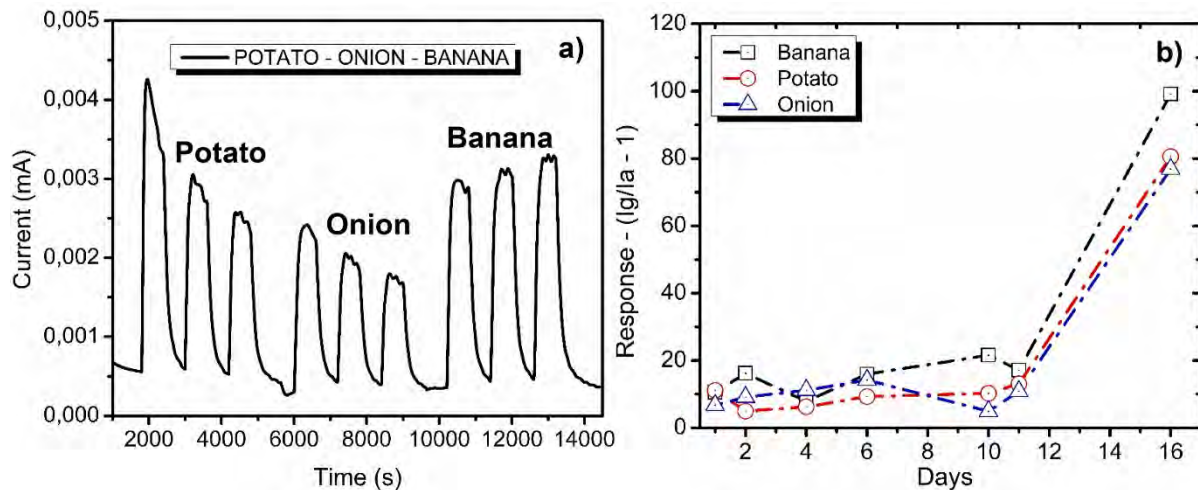 0,005
0,004
0,003
0,002
0,001
0,000
Current (mA)
POTATO - ONION - BANANA
a)
Potato
Onion
Banana
2000 4000 6000 8000 10000 12000 14000
Time (s)
120
100
80
60
40
20
0
Response - (Ig/Ia - 1)
Banana
Potato
Onion
b)
2 4 6 8 10 12 14 16
Days